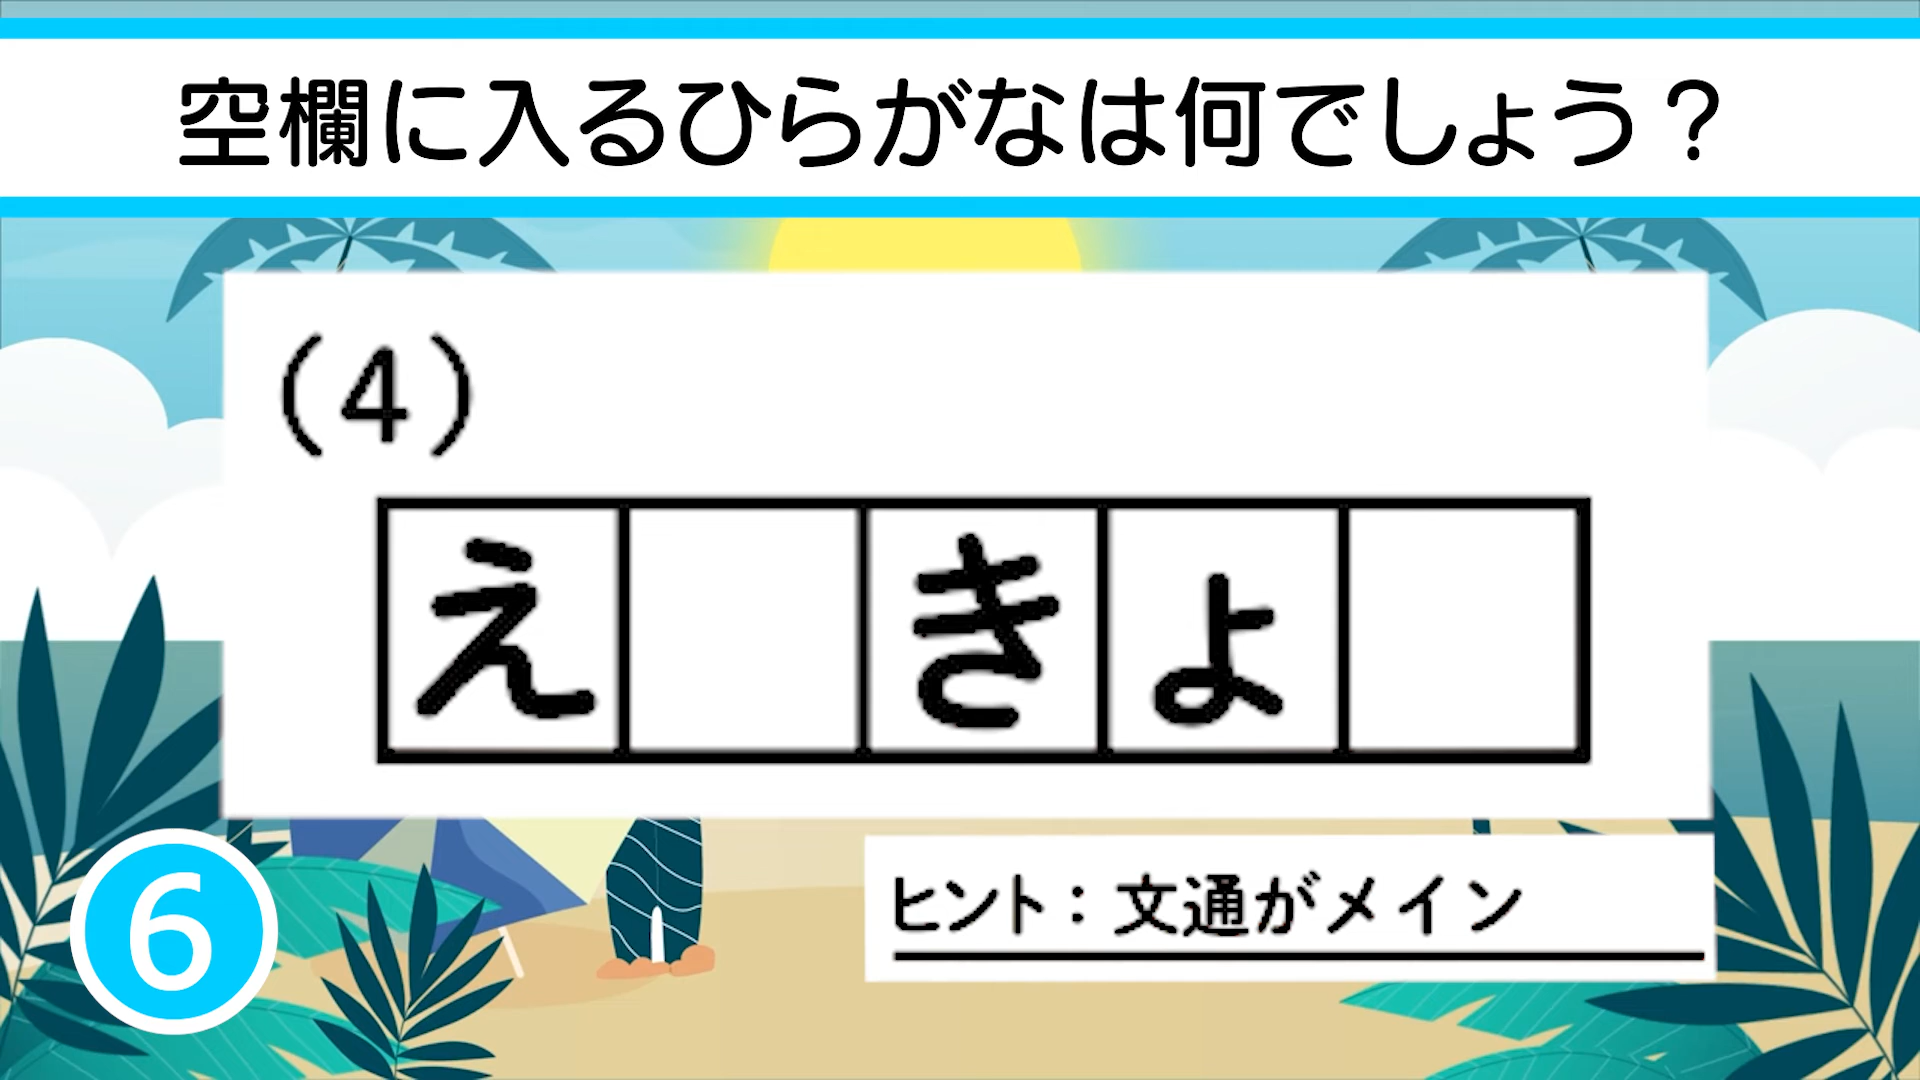 空欄に入るひらがなは何でしょう？
（4）
え きょ
ヒント：文通がメイン
6